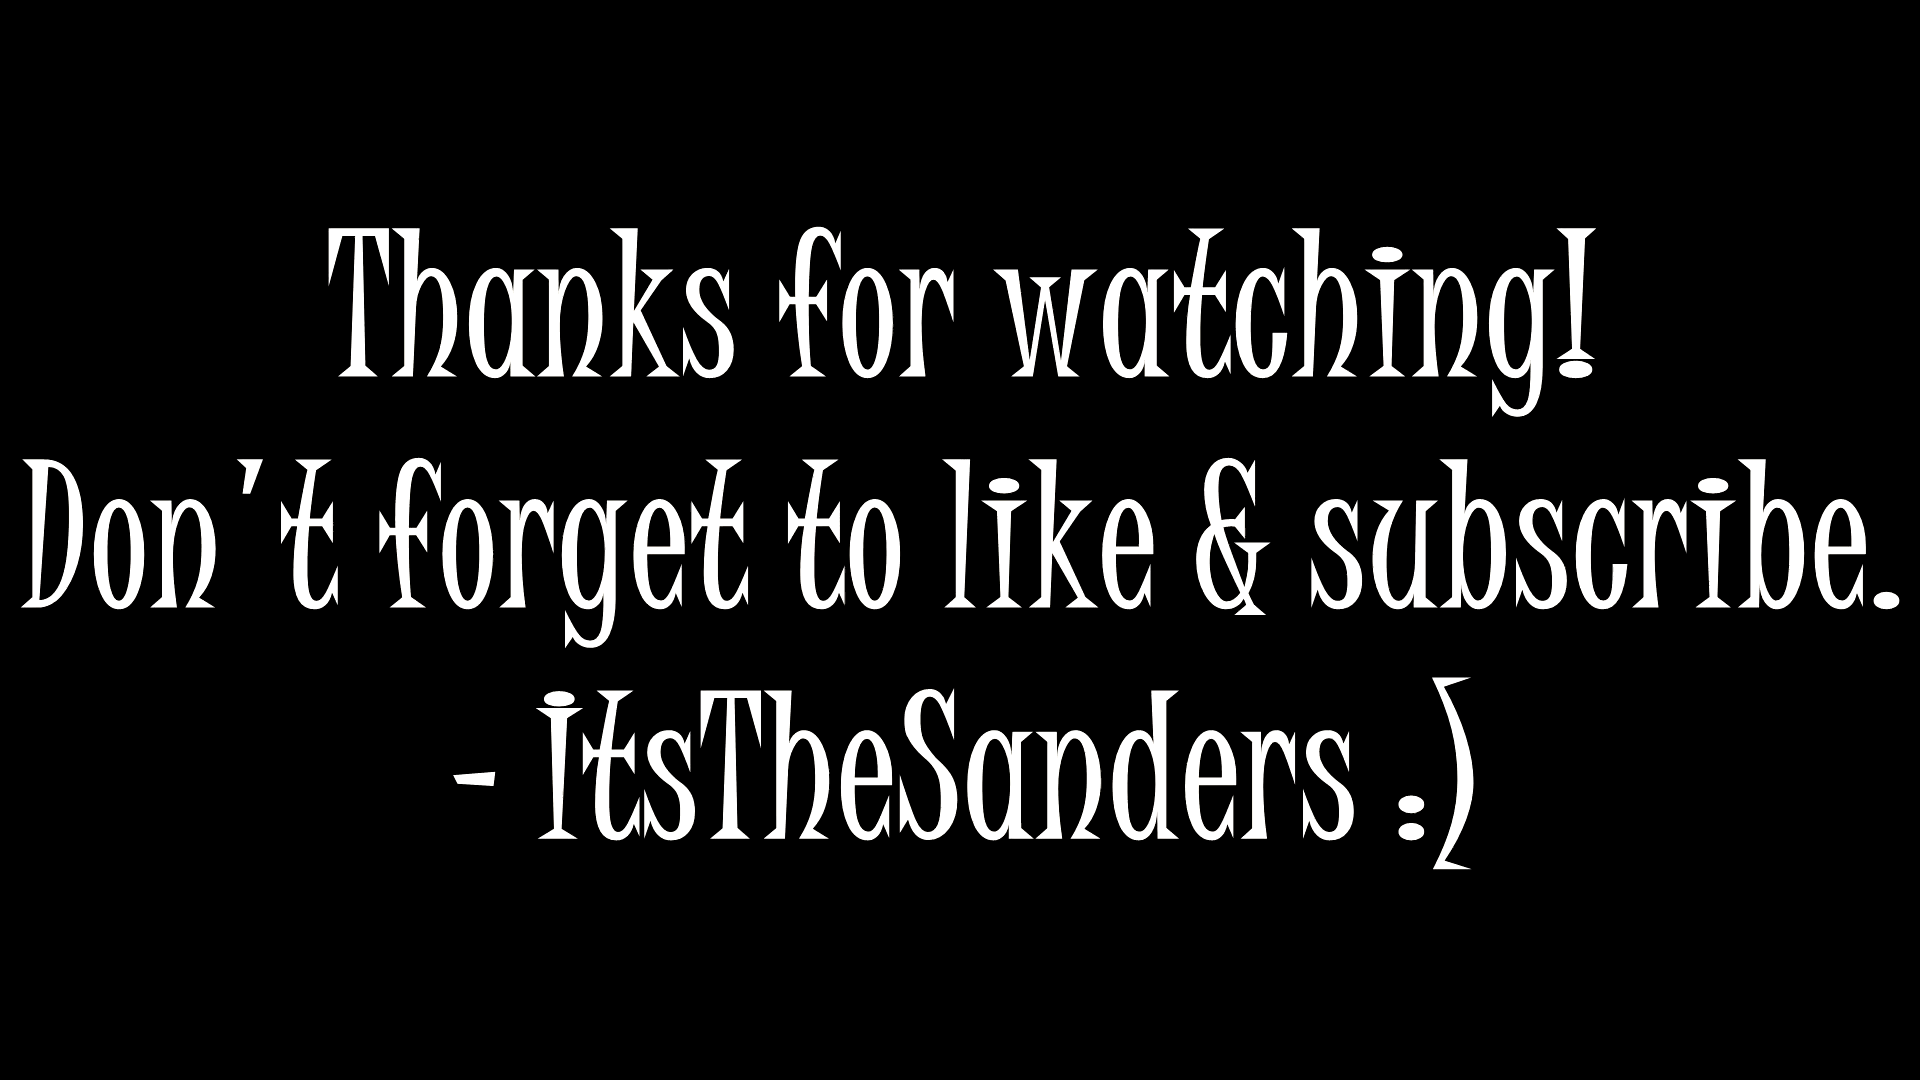 Thanks for watching!
Don't forget to like & subscribe.
- ItsTheSanders :)